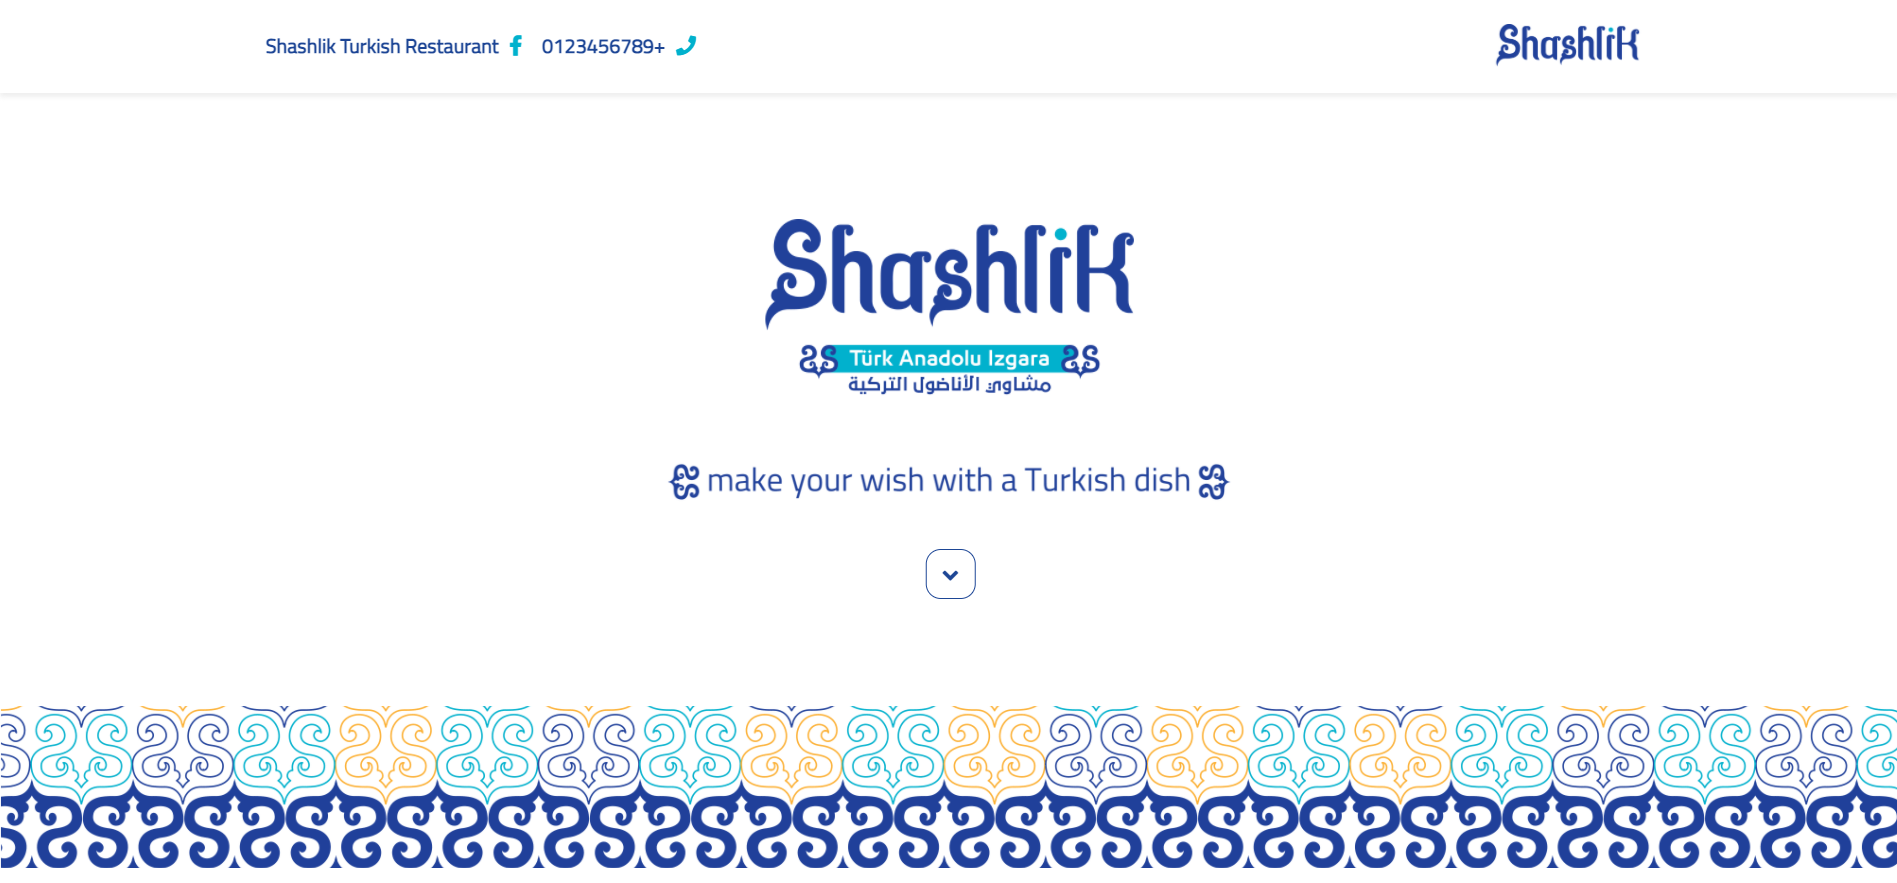 Shashlik Turkish Restaurant 0123456789+ Shashlik
Shashlik
Türk Anadolu Izgara
مشاوي الأناضول التركية
make your wish with a Turkish dish